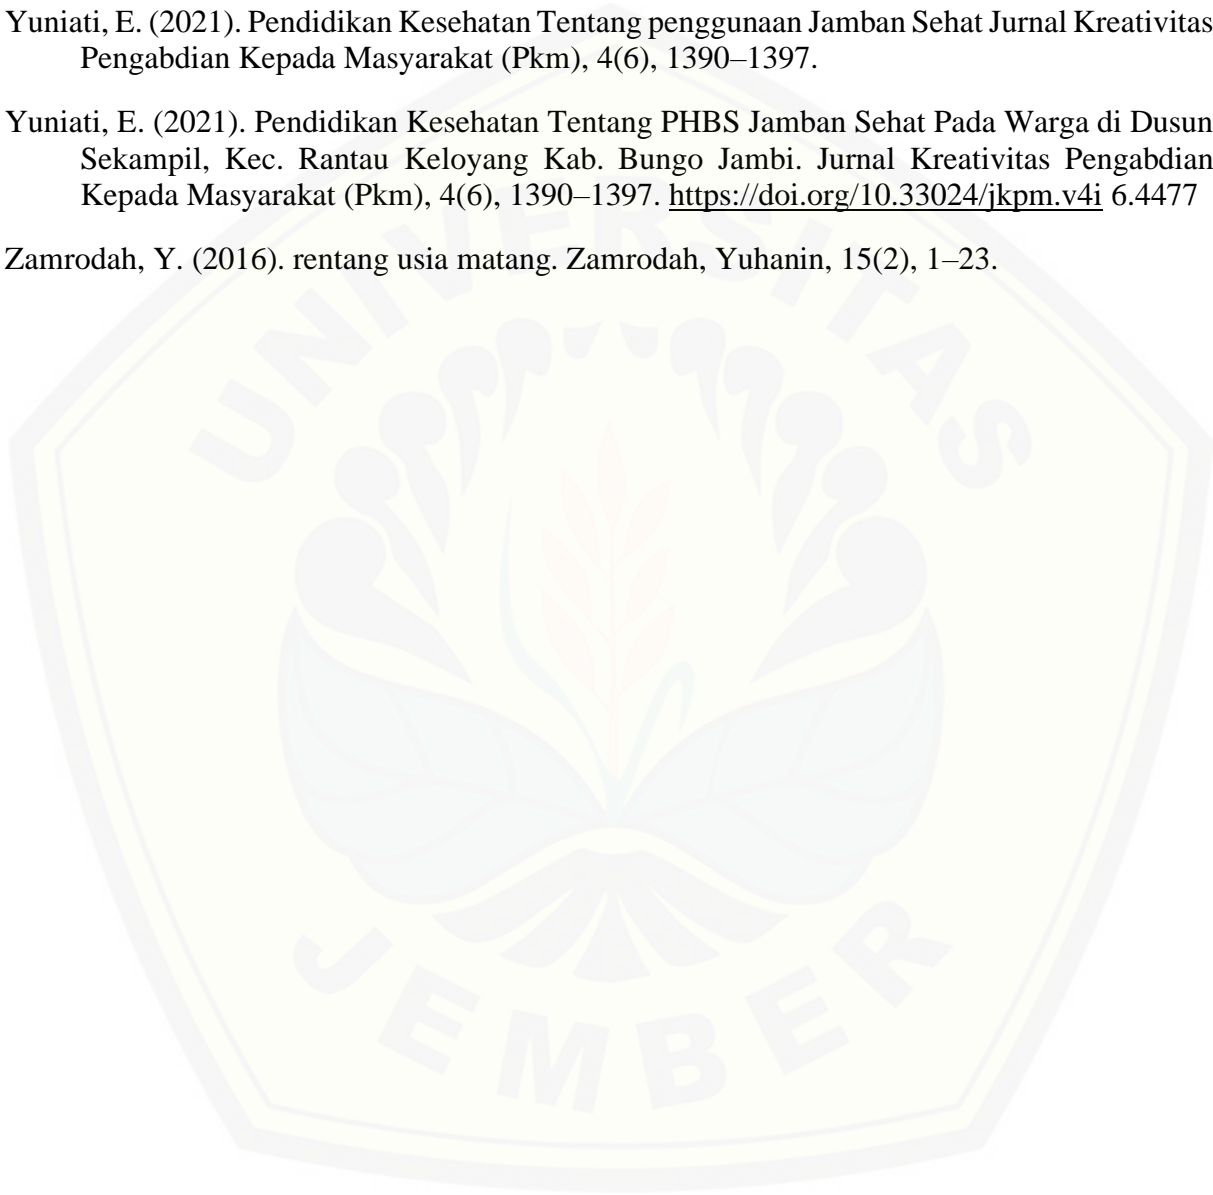 Yuniati, E. (2021). Pendidikan Kesehatan Tentang penggunaan Jamban Sehat Jurnal Kreativitas
Pengabdian Kepada Masyarakat (Pkm), 4(6), 1390–1397.
Yuniati, E. (2021). Pendidikan Kesehatan Tentang PHBS Jamban Sehat Pada Warga di Dusun
Sekampil, Kec. Rantau Keloyang Kab. Bungo Jambi. Jurnal Kreativitas Pengabdian
Kepada Masyarakat (Pkm), 4(6), 1390–1397. https://doi.org/10.33024/jkpm.v4i 6.4477
Zamrodah, Y. (2016). rentang usia matang. Zamrodah, Yuhanin, 15(2), 1–23.
UNIVERSITAS
JEMBER